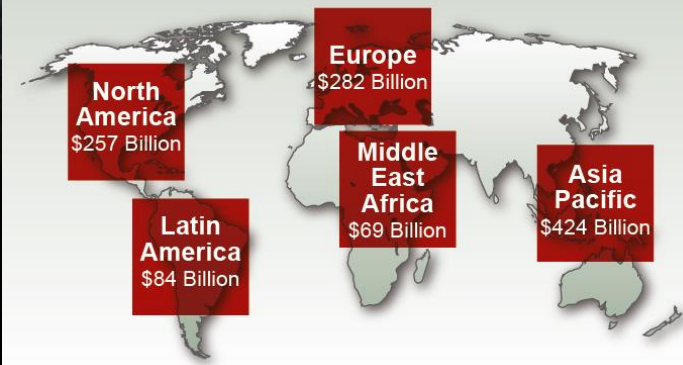 Europe
$282 Billion
North
America
$257 Billion
Middle
East
Africa
$69 Billion
Asia
Pacific
$424 Billion
Latin
America
$84 Billion